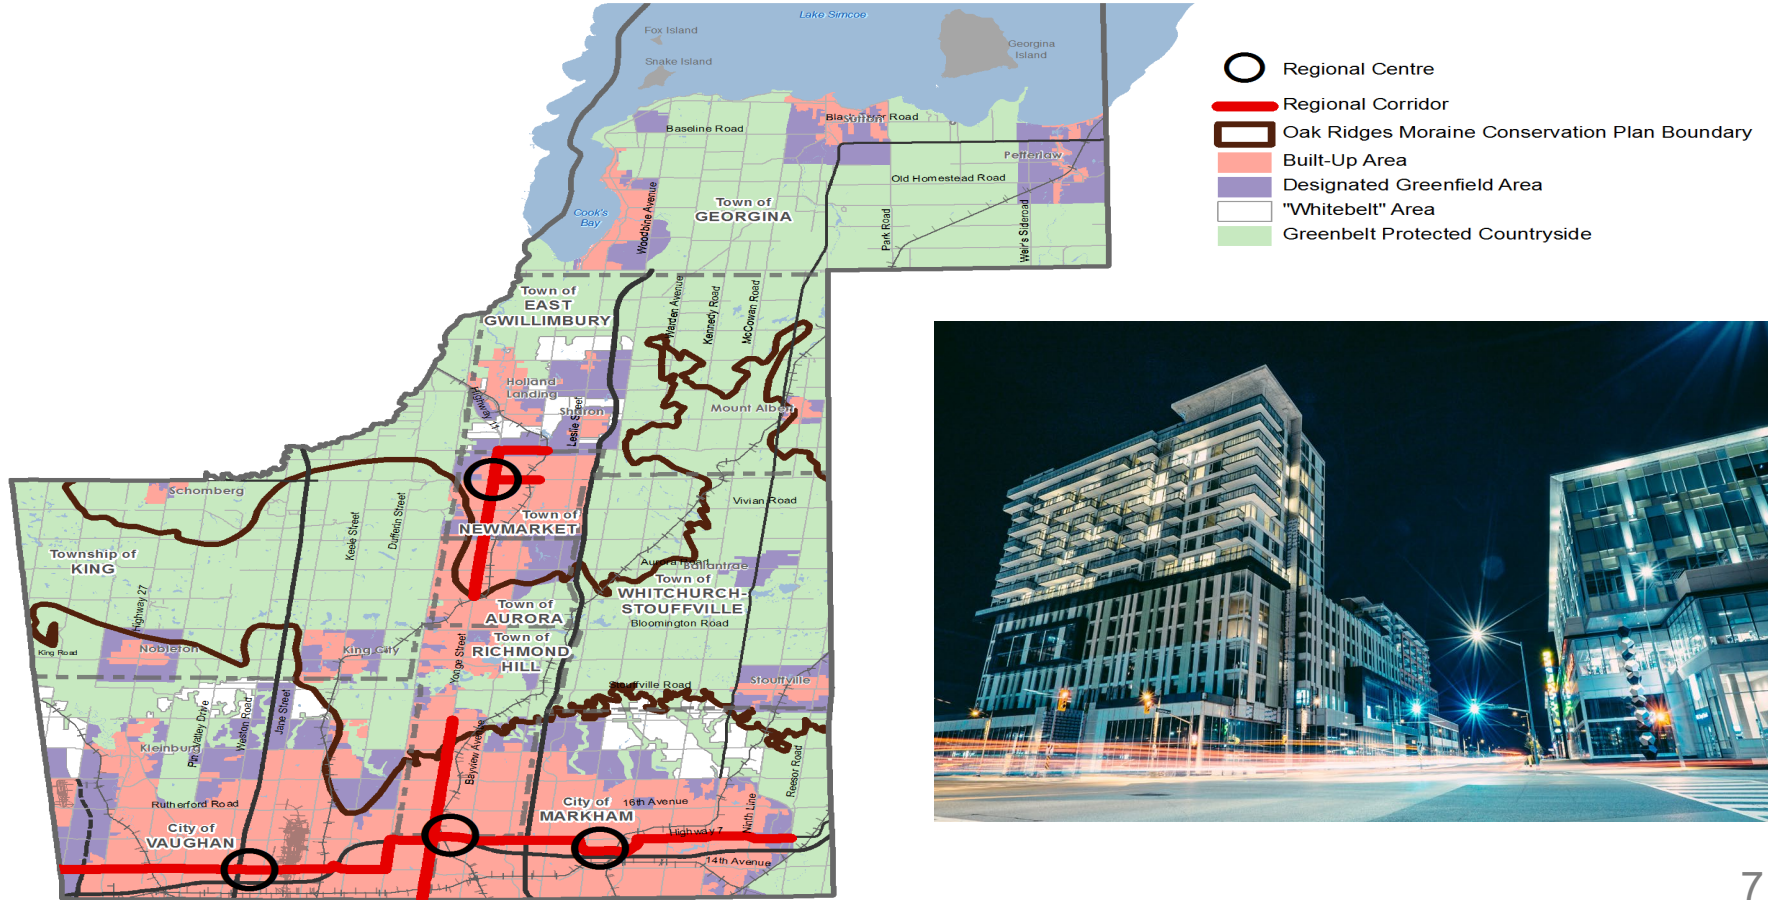 Lake Simcoe
Fox Island
Snake Island
Georgina
Island
Regional Centre
Regional Corridor
Oak Ridges Moraine Conservation Plan Boundary
Built-Up Area
Designated Greenfield Area
"Whitebelt" Area
Greenbelt Protected Countryside
Baseline Road
Sutton
Pefferlaw
Old Homestead Road
Cook's
Bay
Woodbine Avenue
Town of
GEORGINA
Park Road
Weir's Sideroad
Town of
EAST
GWILLIMBURY
Warden Avenue
Kennedy Road
McCowan Road
Holland
Landing
Highway 11
Sharon
Leslie Street
Mount Albert
Schomberg
Vivian Road
Keele Street
Dufferin Street
Town of
NEWMARKET
Township of
KING
Aurora Road
Ballantrae
Town of
WHITCHURCH-
STOUFFVILLE
Bloomington Road
Highway 27
Town of
AURORA
Town of
RICHMOND
HILL
King Road
Nobleton
King City
Yonge Street
Stouffville Road
Stouffville
Pine Valley Drive
Weston Road
Jane Street
Kleinburg
Bayview Avenue
Reesor Road
Rutherford Road
City of
VAUGHAN
City of
MARKHAM
16th Avenue
Ninth Line
Highway 7
14th Avenue
7